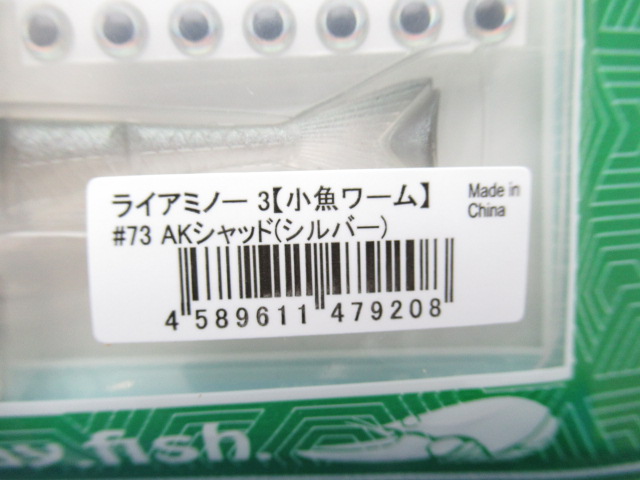 ライアミノー 3【小魚ワーム】
#73 AKシャッド(シルバー)
Made in
China
4 589611 479208
fish.